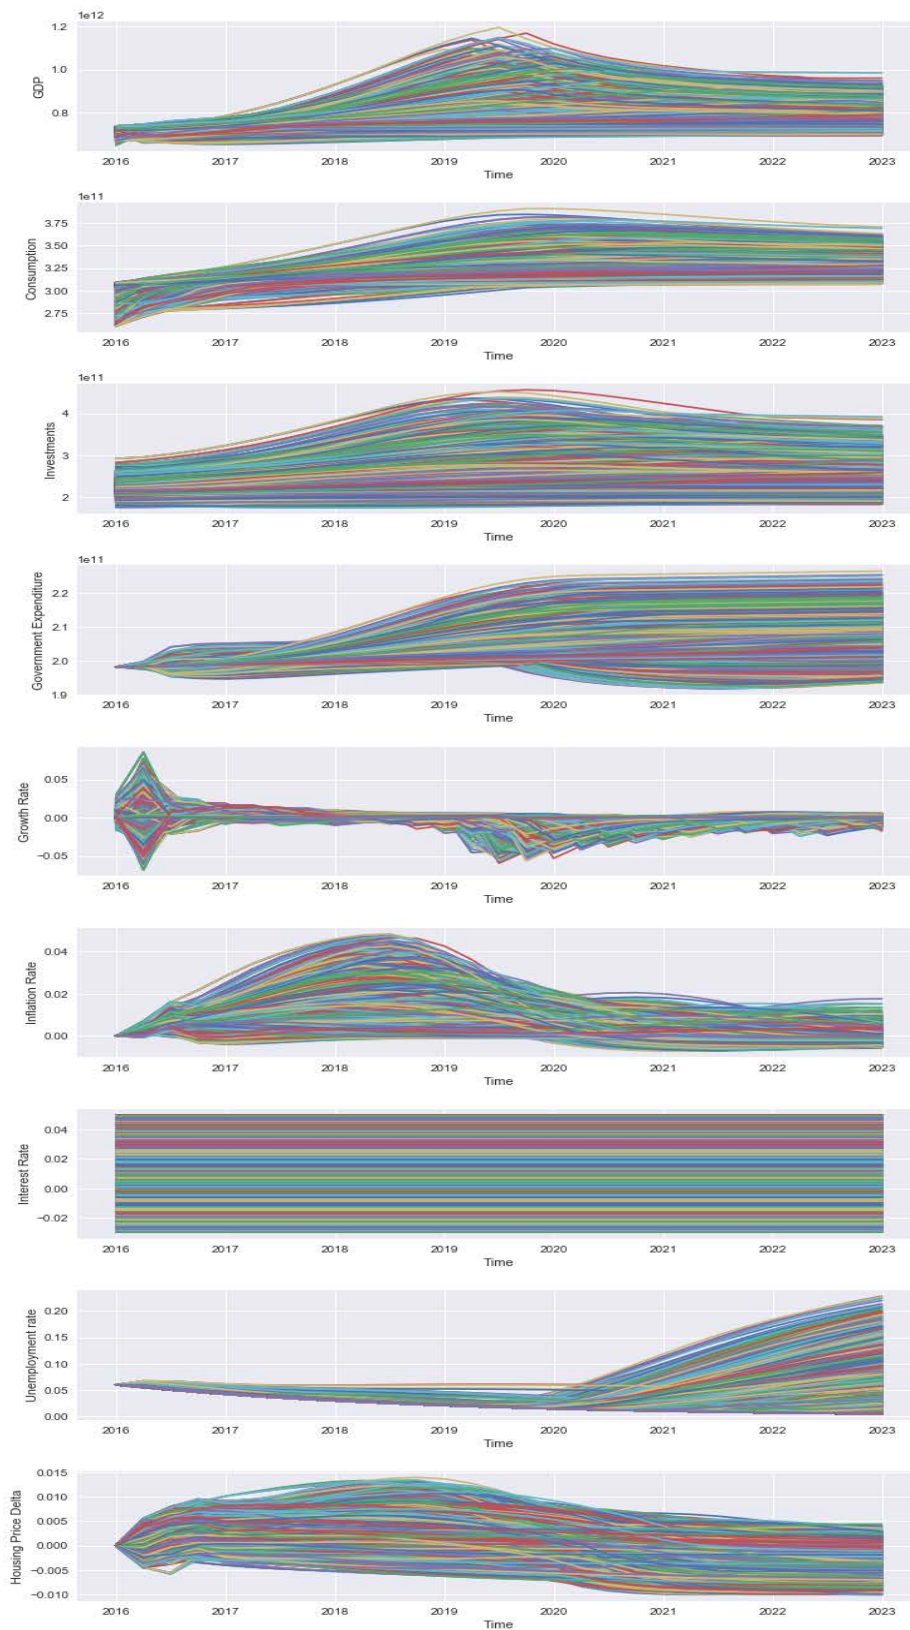 1e12
GDP
1.2
1.0
0.8
2016 2017 2018 2019 2020 2021 2022 2023
Time
1e11
Consumption
3.75
3.50
3.25
3.00
2.75
2016 2017 2018 2019 2020 2021 2022 2023
Time
1e11
Investments
4
3
2
2016 2017 2018 2019 2020 2021 2022 2023
Time
1e11
Government Expenditure
2.2
2.1
2.0
1.9
2016 2017 2018 2019 2020 2021 2022 2023
Time
Growth Rate
0.05
0.00
−0.05
2016 2017 2018 2019 2020 2021 2022 2023
Time
Inflation Rate
0.04
0.02
0.00
2016 2017 2018 2019 2020 2021 2022 2023
Time
Interest Rate
0.04
0.02
0.00
−0.02
2016 2017 2018 2019 2020 2021 2022 2023
Time
Unemployment rate
0.20
0.15
0.10
0.05
0.00
2016 2017 2018 2019 2020 2021 2022 2023
Time
Housing Price Delta
0.015
0.010
0.005
0.000
−0.005
−0.010
2016 2017 2018 2019 2020 2021 2022 2023
Time